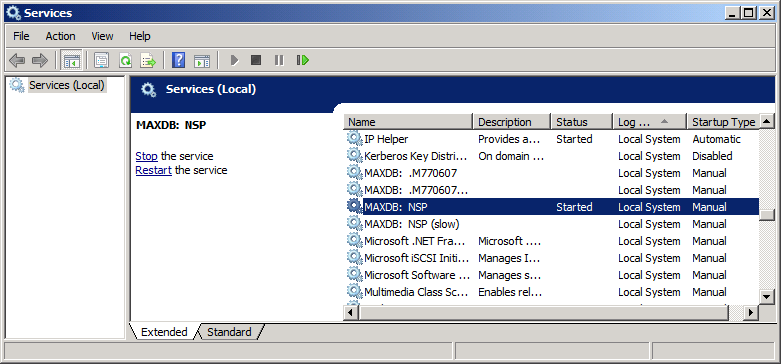 Services
File Action View Help
Services (Local)
Services (Local)
MAXDB: NSP
Stop the service
Restart the service
Name Description Status Log ... Startup Type
IP Helper Provides a... Started Local System Automatic
Kerberos Key Distri... On domain ... Local System Disabled
MAXDB: .M770607 Local System Manual
MAXDB: .M770607... Local System Manual
MAXDB: NSP Started Local System Manual
MAXDB: NSP (slow) Local System Manual
Microsoft .NET Fra... Microsoft .... Local System Manual
Microsoft iSCSI Initi... Manages I... Local System Manual
Microsoft Software ... Manages s... Local System Manual
Multimedia Class Sc... Enables rel... Local System Manual
Extended Standard